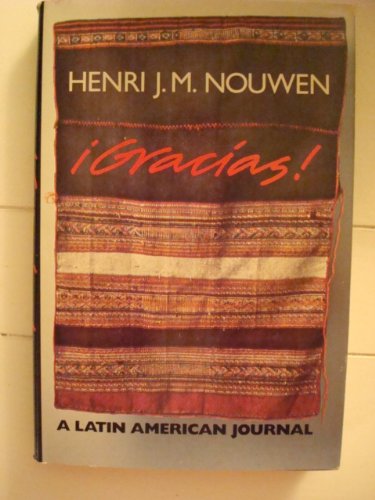 HENRI J. M. NOUWEN
¡Gracias!
A LATIN AMERICAN JOURNAL